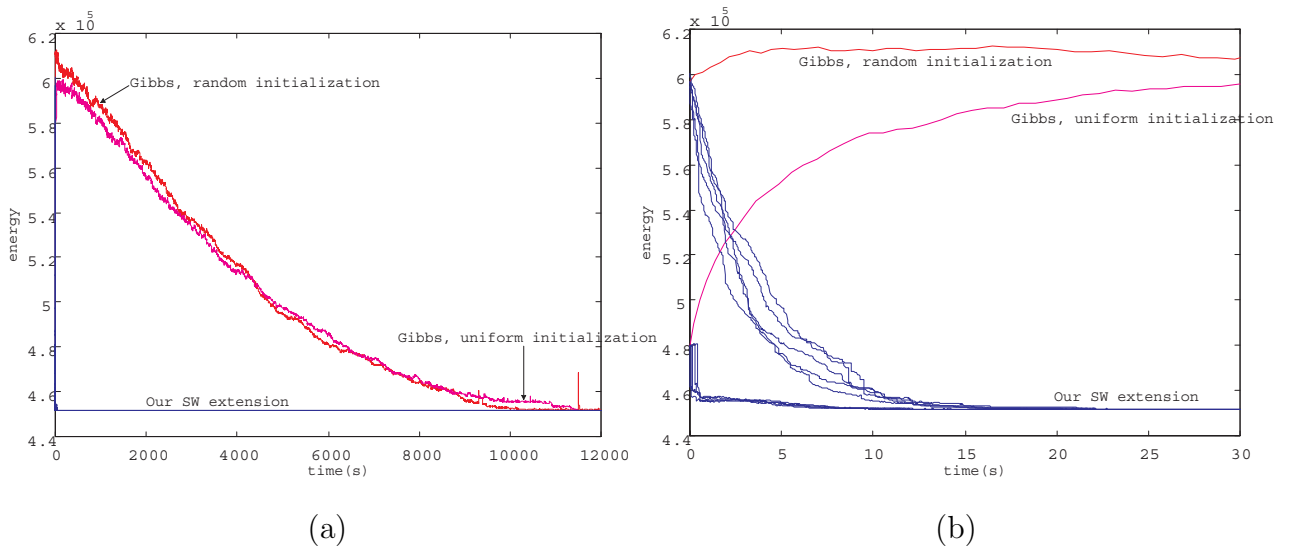 x 10^5
6.2
6
5.8
5.6
5.4
5.2
5
4.8
4.6
4.4
energy
Gibbs, random initialization
Gibbs, uniform initialization
Our SW extension
0
2000
4000
6000
8000
10000
12000
time(s)
(a)
x 10^5
6.2
6
5.8
5.6
5.4
5.2
5
4.8
4.6
4.4
energy
Gibbs, random initialization
Gibbs, uniform initialization
Our SW extension
0
5
10
15
20
25
30
time(s)
(b)